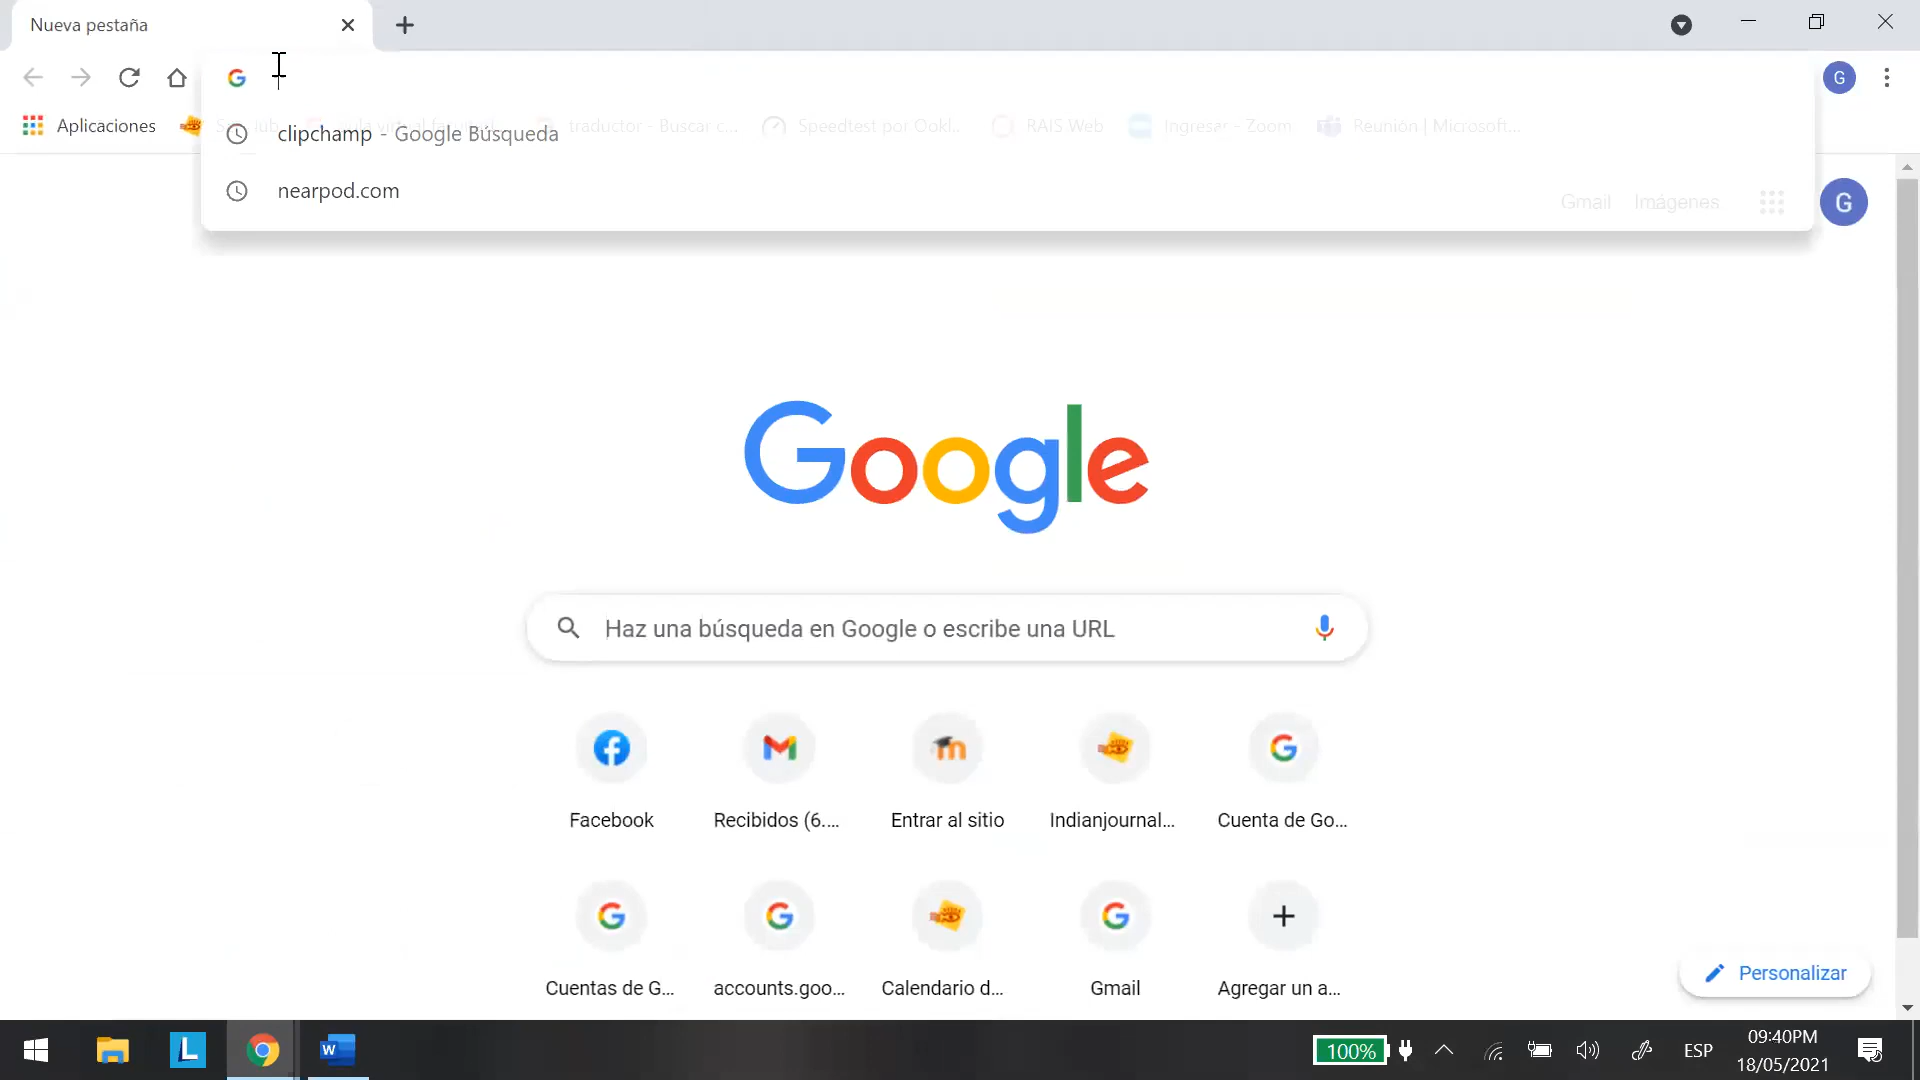 Nueva pestaña
G
clipchamp - Google Búsqueda
nearpod.com
Aplicaciones
traductor - Buscar c...
Speedtest por Ookl...
RAIS Web
Ingresar - Zoom
Reunión | Microsoft...
Gmail
Imágenes
G
Google
Haz una búsqueda en Google o escribe una URL
Facebook
Recibidos (6....
Entrar al sitio
Indianjournal...
Cuenta de Go...
Cuentas de G...
accounts.goo...
Calendario d...
Gmail
Agregar un a...
Personalizar
100%
ESP
09:40PM
18/05/2021